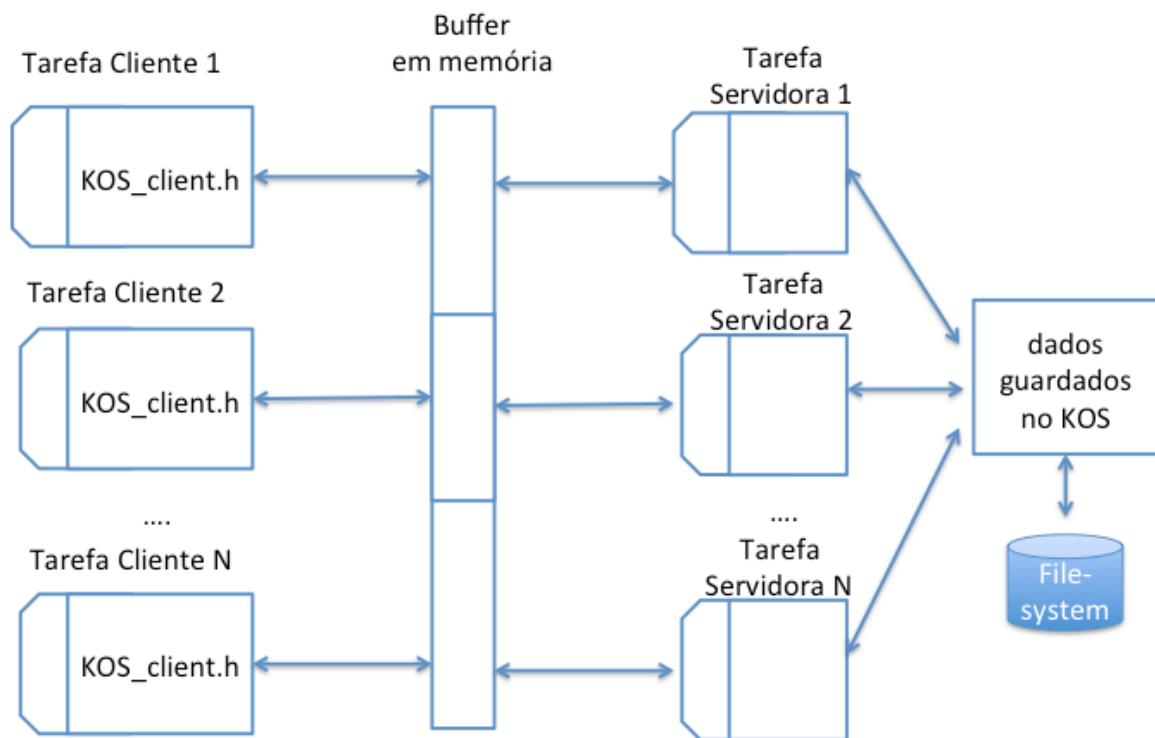 Buffer
em memória
Tarefa Cliente 1
Tarefa
Servidora 1
KOS_client.h
Tarefa Cliente 2
Tarefa
Servidora 2
KOS_client.h
dados
guardados
no KOS
....
....
Tarefa Cliente N
Tarefa
Servidora N
File-
system
KOS_client.h